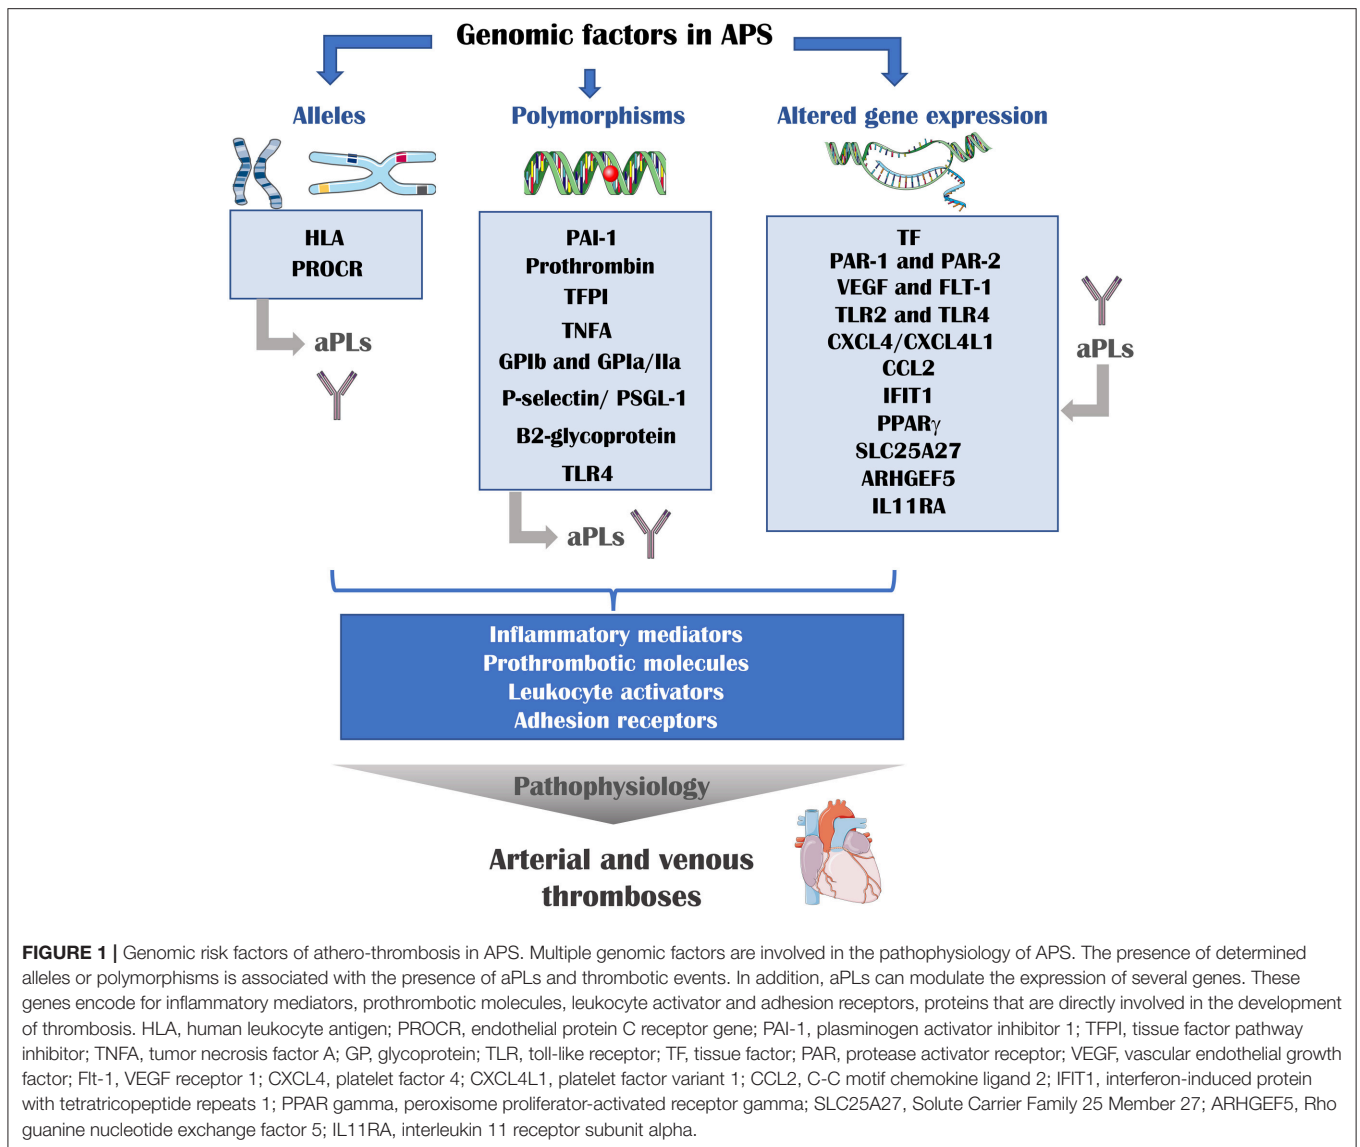 Genomic factors in APS
Alleles
Polymorphisms
Altered gene expression
HLA
PROCR
aPLs
PAI-1
Prothrombin
TFPI
TNFA
GPIb and GPIa/IIa
P-selectin/ PSGL-1
B2-glycoprotein
TLR4
aPLs
TF
PAR-1 and PAR-2
VEGF and FLT-1
TLR2 and TLR4
CXCL4/CXCL4L1
CCL2
IFIT1
PPARγ
SLC25A27
ARHGEF5
IL11RA
aPLs
Inflammatory mediators
Prothrombotic molecules
Leukocyte activators
Adhesion receptors
Pathophysiology
Arterial and venous
thromboses
FIGURE 1 | Genomic risk factors of athero-thrombosis in APS. Multiple genomic factors are involved in the pathophysiology of APS. The presence of determined
alleles or polymorphisms is associated with the presence of aPLs and thrombotic events. In addition, aPLs can modulate the expression of several genes. These
genes encode for inflammatory mediators, prothrombotic molecules, leukocyte activator and adhesion receptors, proteins that are directly involved in the development
of thrombosis. HLA, human leukocyte antigen; PROCR, endothelial protein C receptor gene; PAI-1, plasminogen activator inhibitor 1; TFPI, tissue factor pathway
inhibitor; TNFA, tumor necrosis factor A; GP, glycoprotein; TLR, toll-like receptor; TF, tissue factor; PAR, protease activator receptor; VEGF, vascular endothelial growth
factor; Flt-1, VEGF receptor 1; CXCL4, platelet factor 4; CXCL4L1, platelet factor variant 1; CCL2, C-C motif chemokine ligand 2; IFIT1, interferon-induced protein
with tetratricopeptide repeats 1; PPAR gamma, peroxisome proliferator-activated receptor gamma; SLC25A27, Solute Carrier Family 25 Member 27; ARHGEF5, Rho
guanine nucleotide exchange factor 5; IL11RA, interleukin 11 receptor subunit alpha.